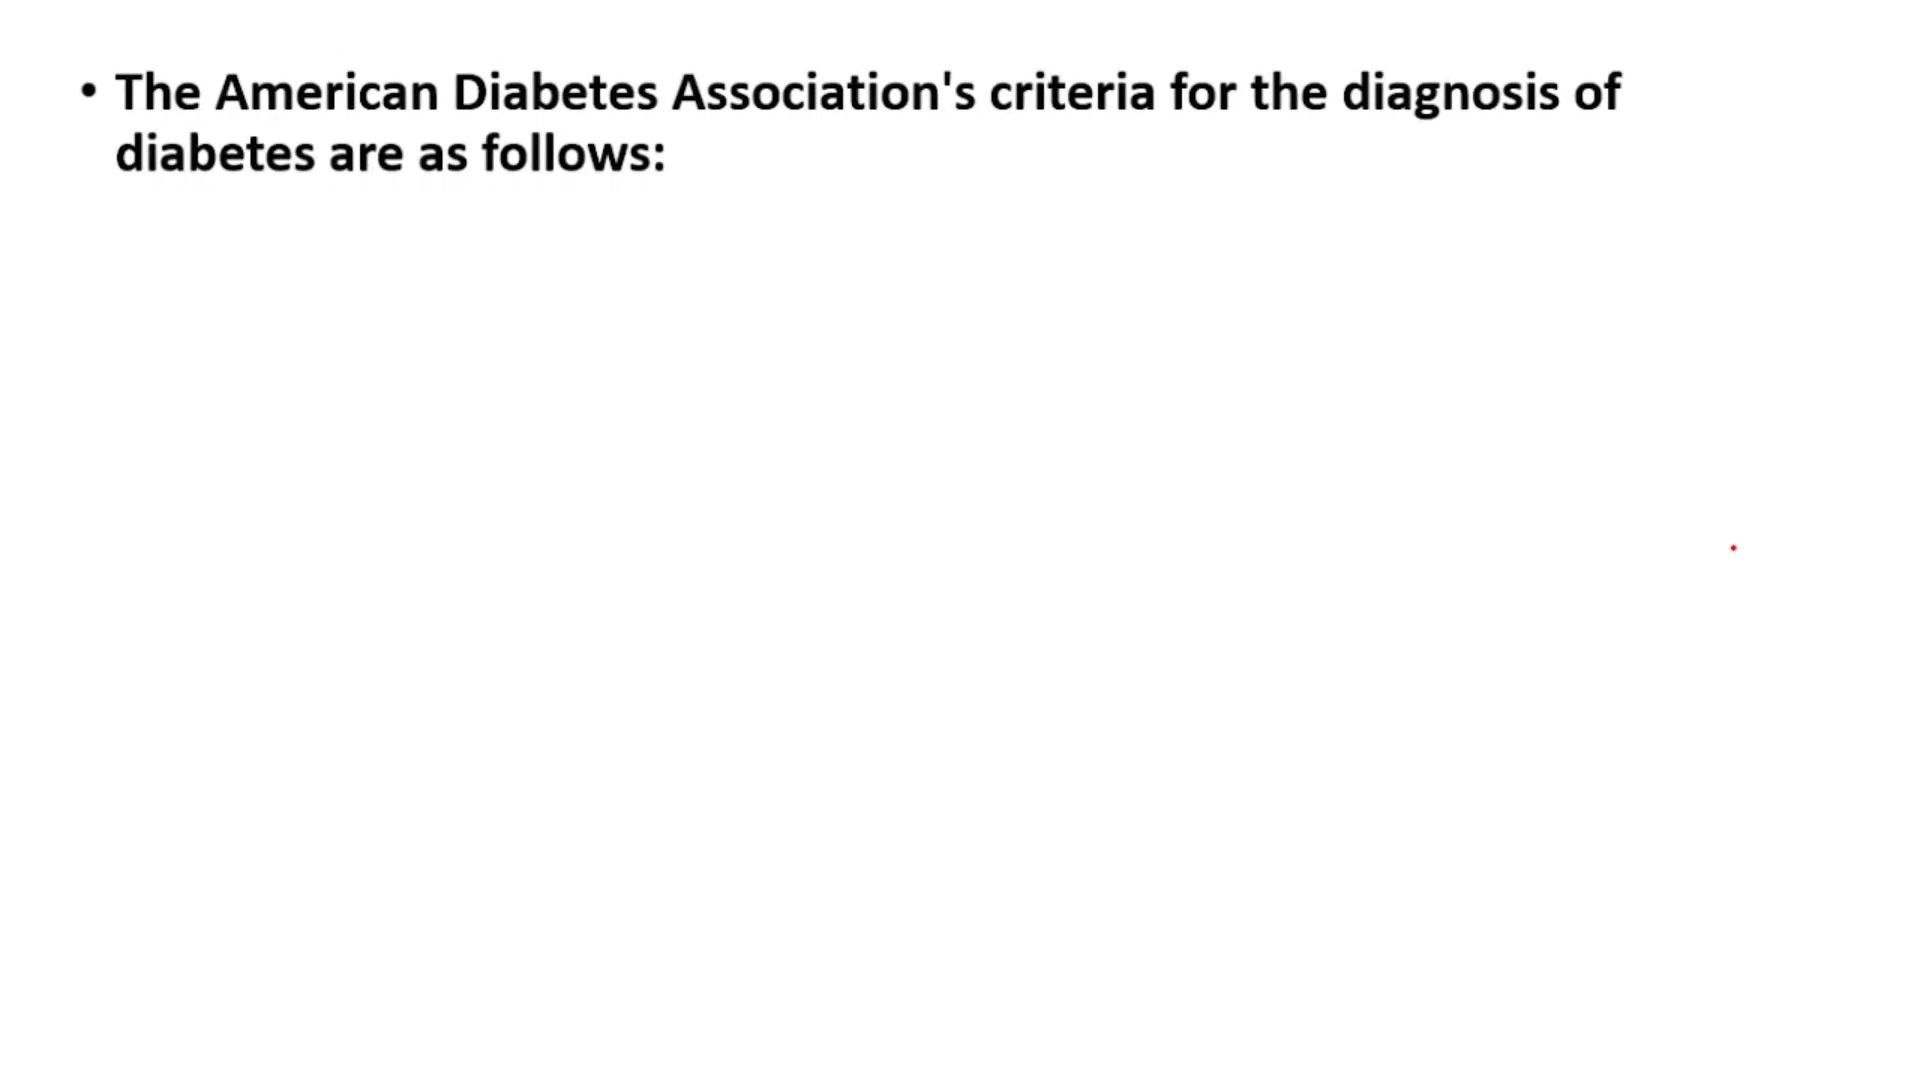 • The American Diabetes Association's criteria for the diagnosis of
diabetes are as follows: